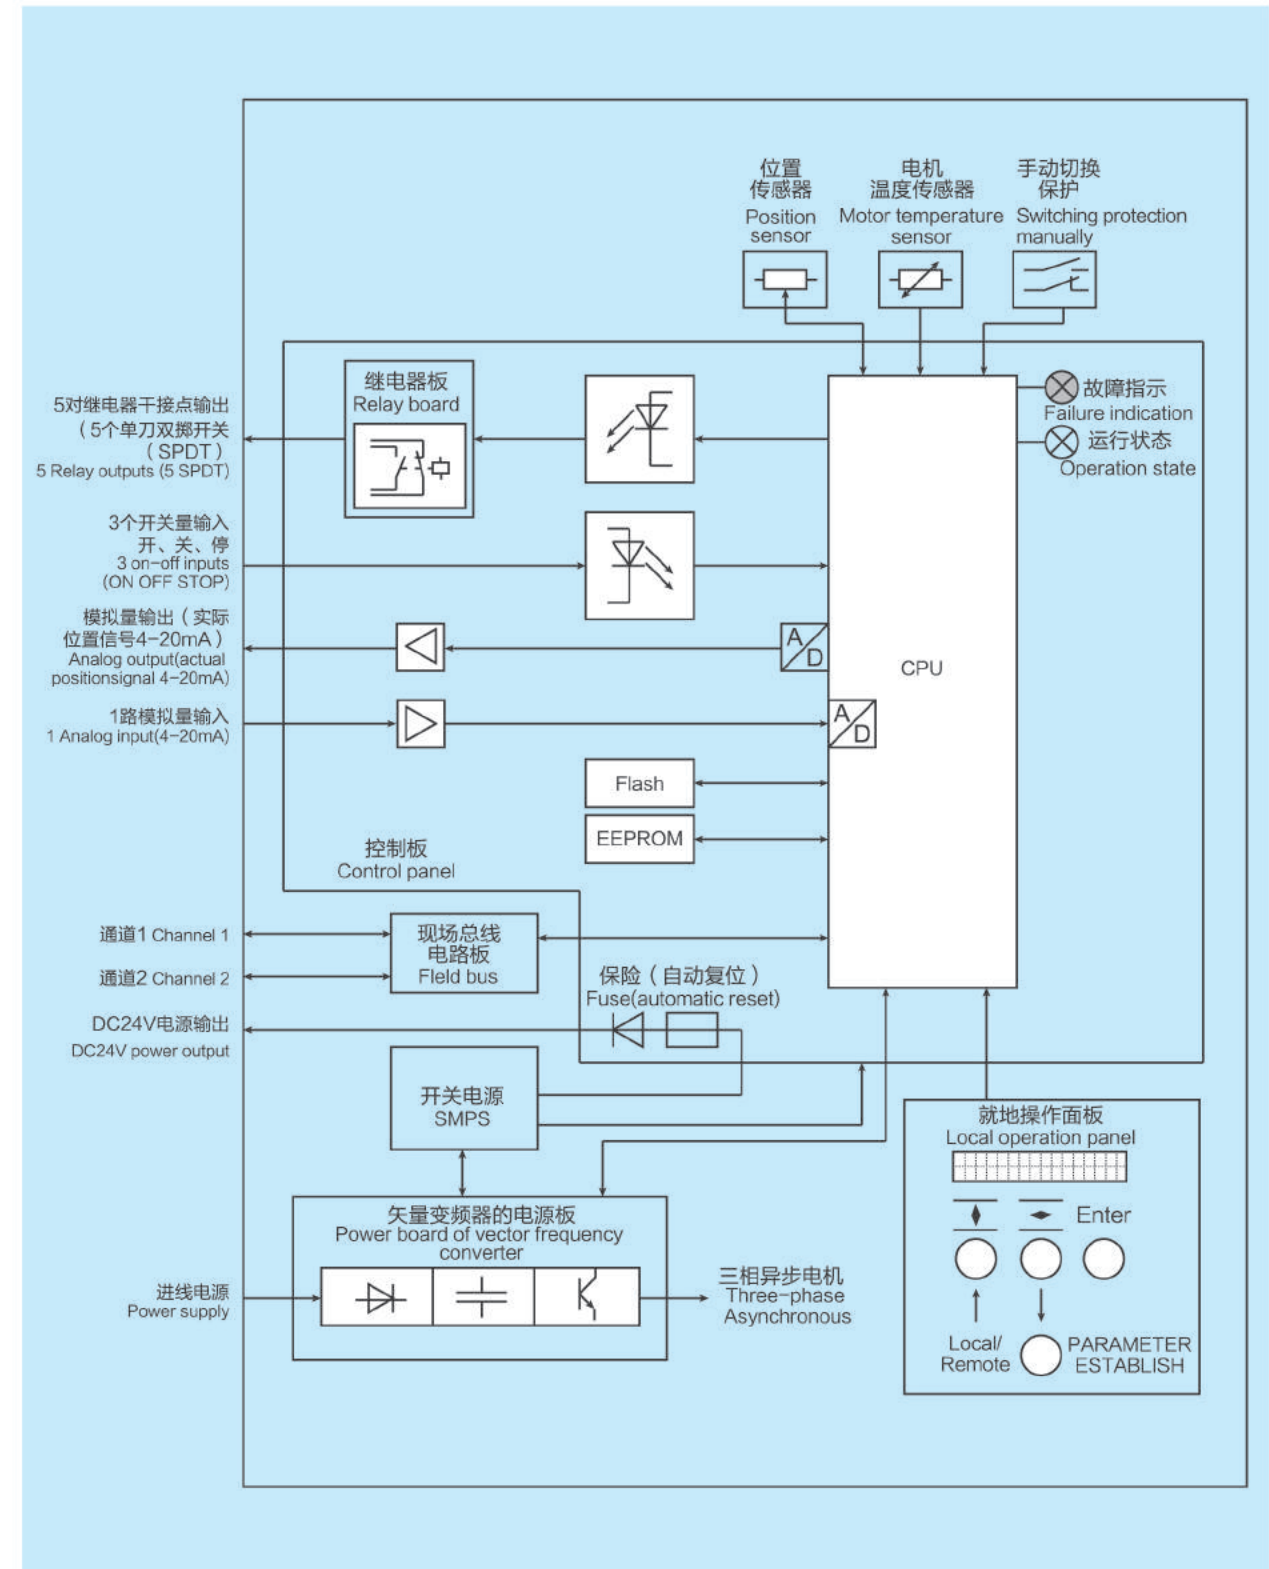 位置
传感器
Position
sensor
电机
温度传感器
Motor temperature
sensor
手动切换
保护
Switching protection
manually
继电器板
Relay board
5对继电器干接点输出
（5个单刀双掷开关
（SPDT）
5 Relay outputs (5 SPDT)
故障指示
Failure indication
运行状态
Operation state
3个开关量输入
开、关、停
3 on-off inputs
(ON OFF STOP)
模拟量输出（实际
位置信号4-20mA）
Analog output(actual
positionsignal 4-20mA)
A
D
CPU
1路模拟量输入
1 Analog input(4-20mA)
A
D
Flash
EEPROM
控制板
Control panel
通道1 Channel 1
通道2 Channel 2
现场总线
电路板
Fleld bus
保险（自动复位）
Fuse(automatic reset)
DC24V电源输出
DC24V power output
开关电源
SMPS
就地操作面板
Local operation panel
Enter
矢量变频器的电源板
Power board of vector frequency
converter
进线电源
Power supply
三相异步电机
Three-phase
Asynchronous
Local/
Remote
PARAMETER
ESTABLISH